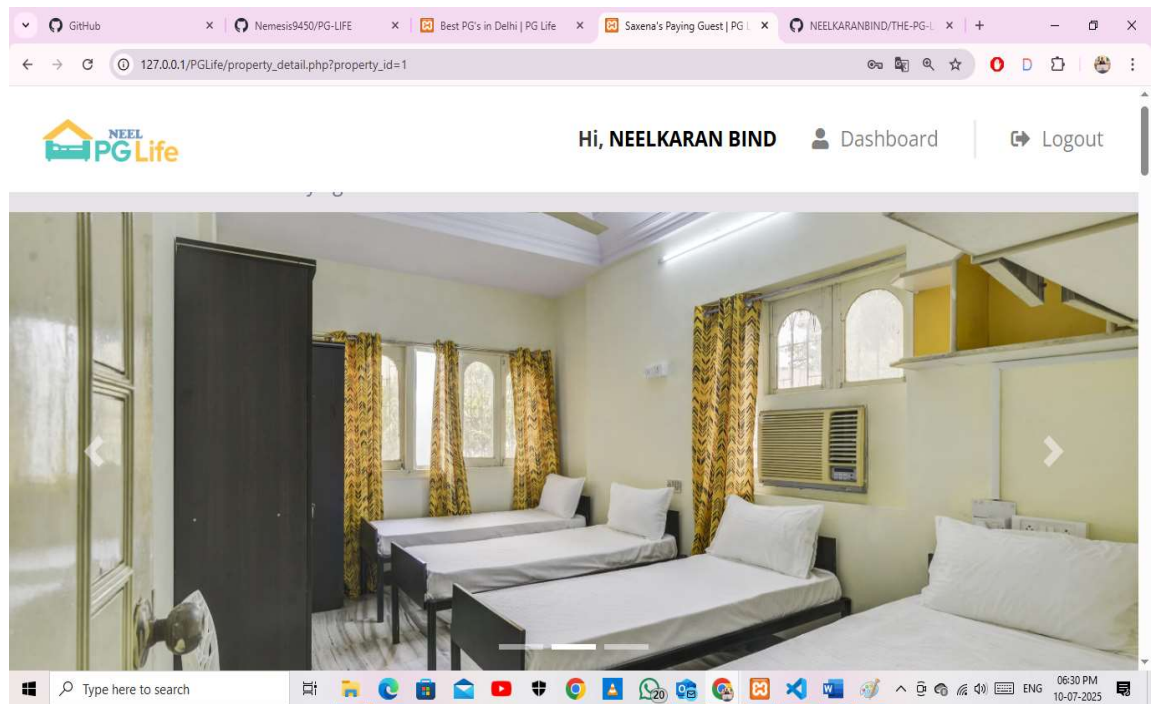 GitHub
Nemesis9450/PG-LIFE
Best PG's in Delhi | PG Life
Saxena's Paying Guest | PG L
NEELKARANBIND/THE-PG-L
127.0.0.1/PGLife/property_detail.php?property_id=1
NEEL
PG Life
Hi, NEELKARAN BIND
Dashboard
Logout
Type here to search
20
ENG
06:30 PM
10-07-2025